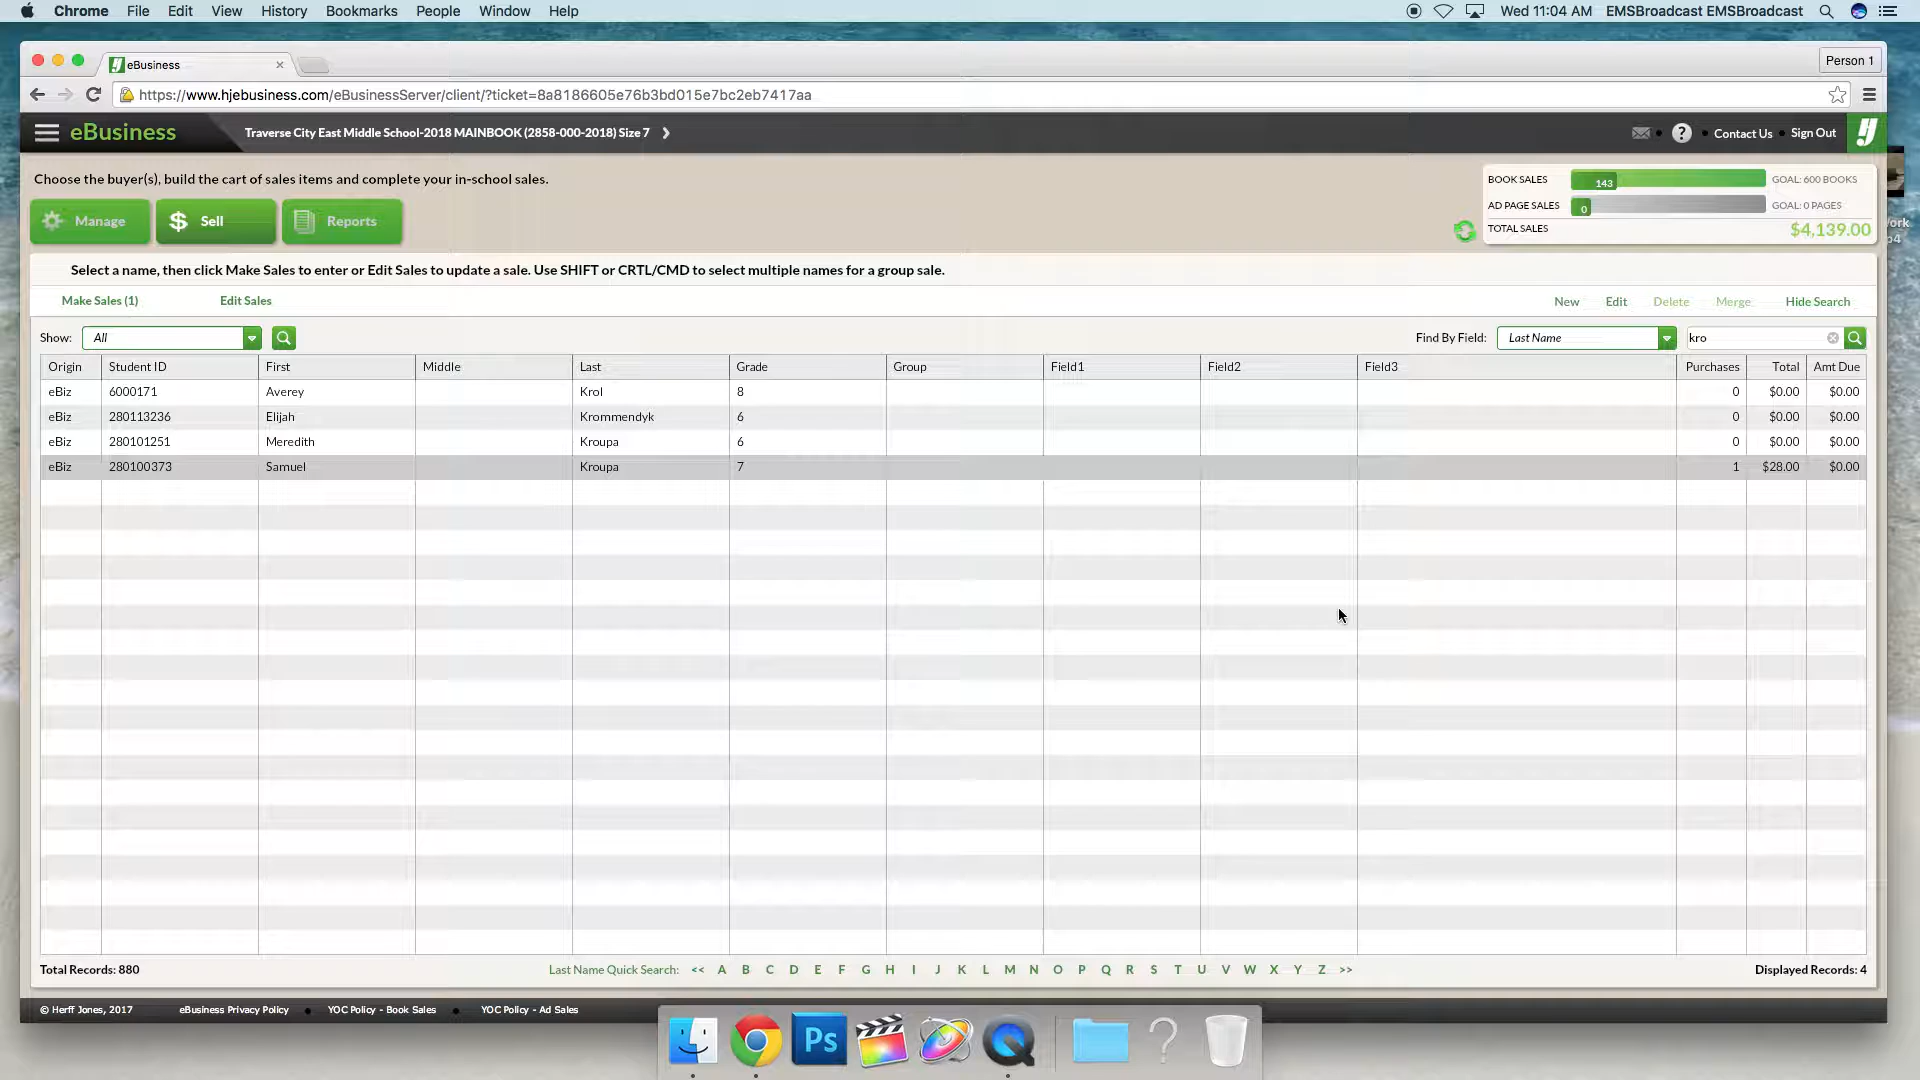 Chrome File Edit View History Bookmarks People Window Help Wed 11:04 AM EMSBroadcast EMSBroadcast
eBusiness Person 1
https://www.hjebusiness.com/eBusinessServer/client/?ticket=8a8186605e76b3bd015e7bc2eb7417aa
eBusiness Traverse City East Middle School-2018 MAINBOOK (2858-000-2018) Size 7 Contact Us Sign Out
Choose the buyer(s), build the cart of sales items and complete your in-school sales.
BOOK SALES 143 GOAL: 600 BOOKS
AD PAGE SALES 0 GOAL: 0 PAGES
TOTAL SALES $4,139.00
Manage Sell Reports
Select a name, then click Make Sales to enter or Edit Sales to update a sale. Use SHIFT or CRTL/CMD to select multiple names for a group sale.
Make Sales (1) Edit Sales New Edit Delete Merge Hide Search
Show: All Find By Field: Last Name kro
Origin Student ID First Middle Last Grade Group Field1 Field2 Field3 Purchases Total Amt Due
eBiz 6000171 Averey Krol 8 0 $0.00 $0.00
eBiz 280113236 Elijah Krommendyk 6 0 $0.00 $0.00
eBiz 280101251 Meredith Kroupa 6 0 $0.00 $0.00
eBiz 280100373 Samuel Kroupa 7 1 $28.00 $0.00
Total Records: 880 Last Name Quick Search: << A B C D E F G H I J K L M N O P Q R S T U V W X Y Z >> Displayed Records: 4
© Herff Jones, 2017 eBusiness Privacy Policy YOC Policy - Book Sales YOC Policy - Ad Sales
Ps